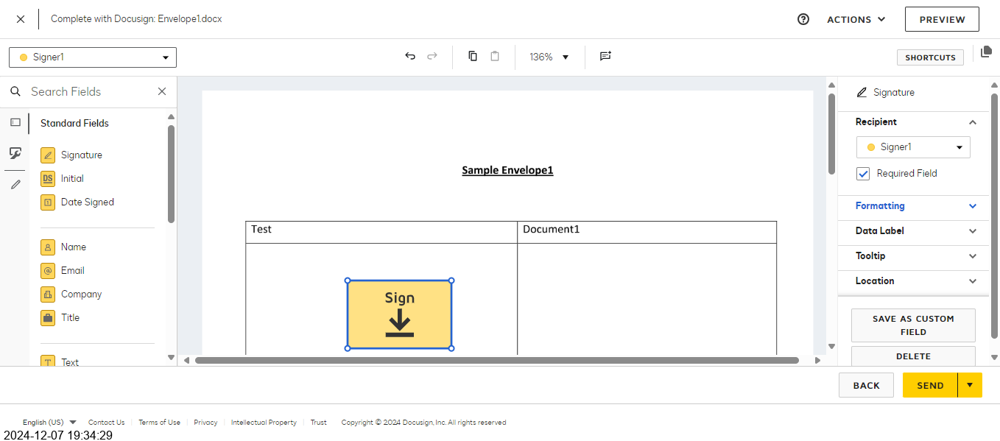 Complete with Docusign: Envelope1.docx
ACTIONS
PREVIEW
Signer1
136%
SHORTCUTS
Search Fields
Standard Fields
Signature
DS Initial
1 Date Signed
Name
@ Email
Company
Title
T Text
Sample Envelope1
Test Document1
Sign
Signature
Recipient
Signer1
Required Field
Formatting
Data Label
Tooltip
Location
SAVE AS CUSTOM
FIELD
DELETE
BACK
SEND
English (US) Contact Us Terms of Use Privacy Intellectual Property Trust Copyright © 2024 Docusign, Inc. All rights reserved
2024-12-07 19:34:29